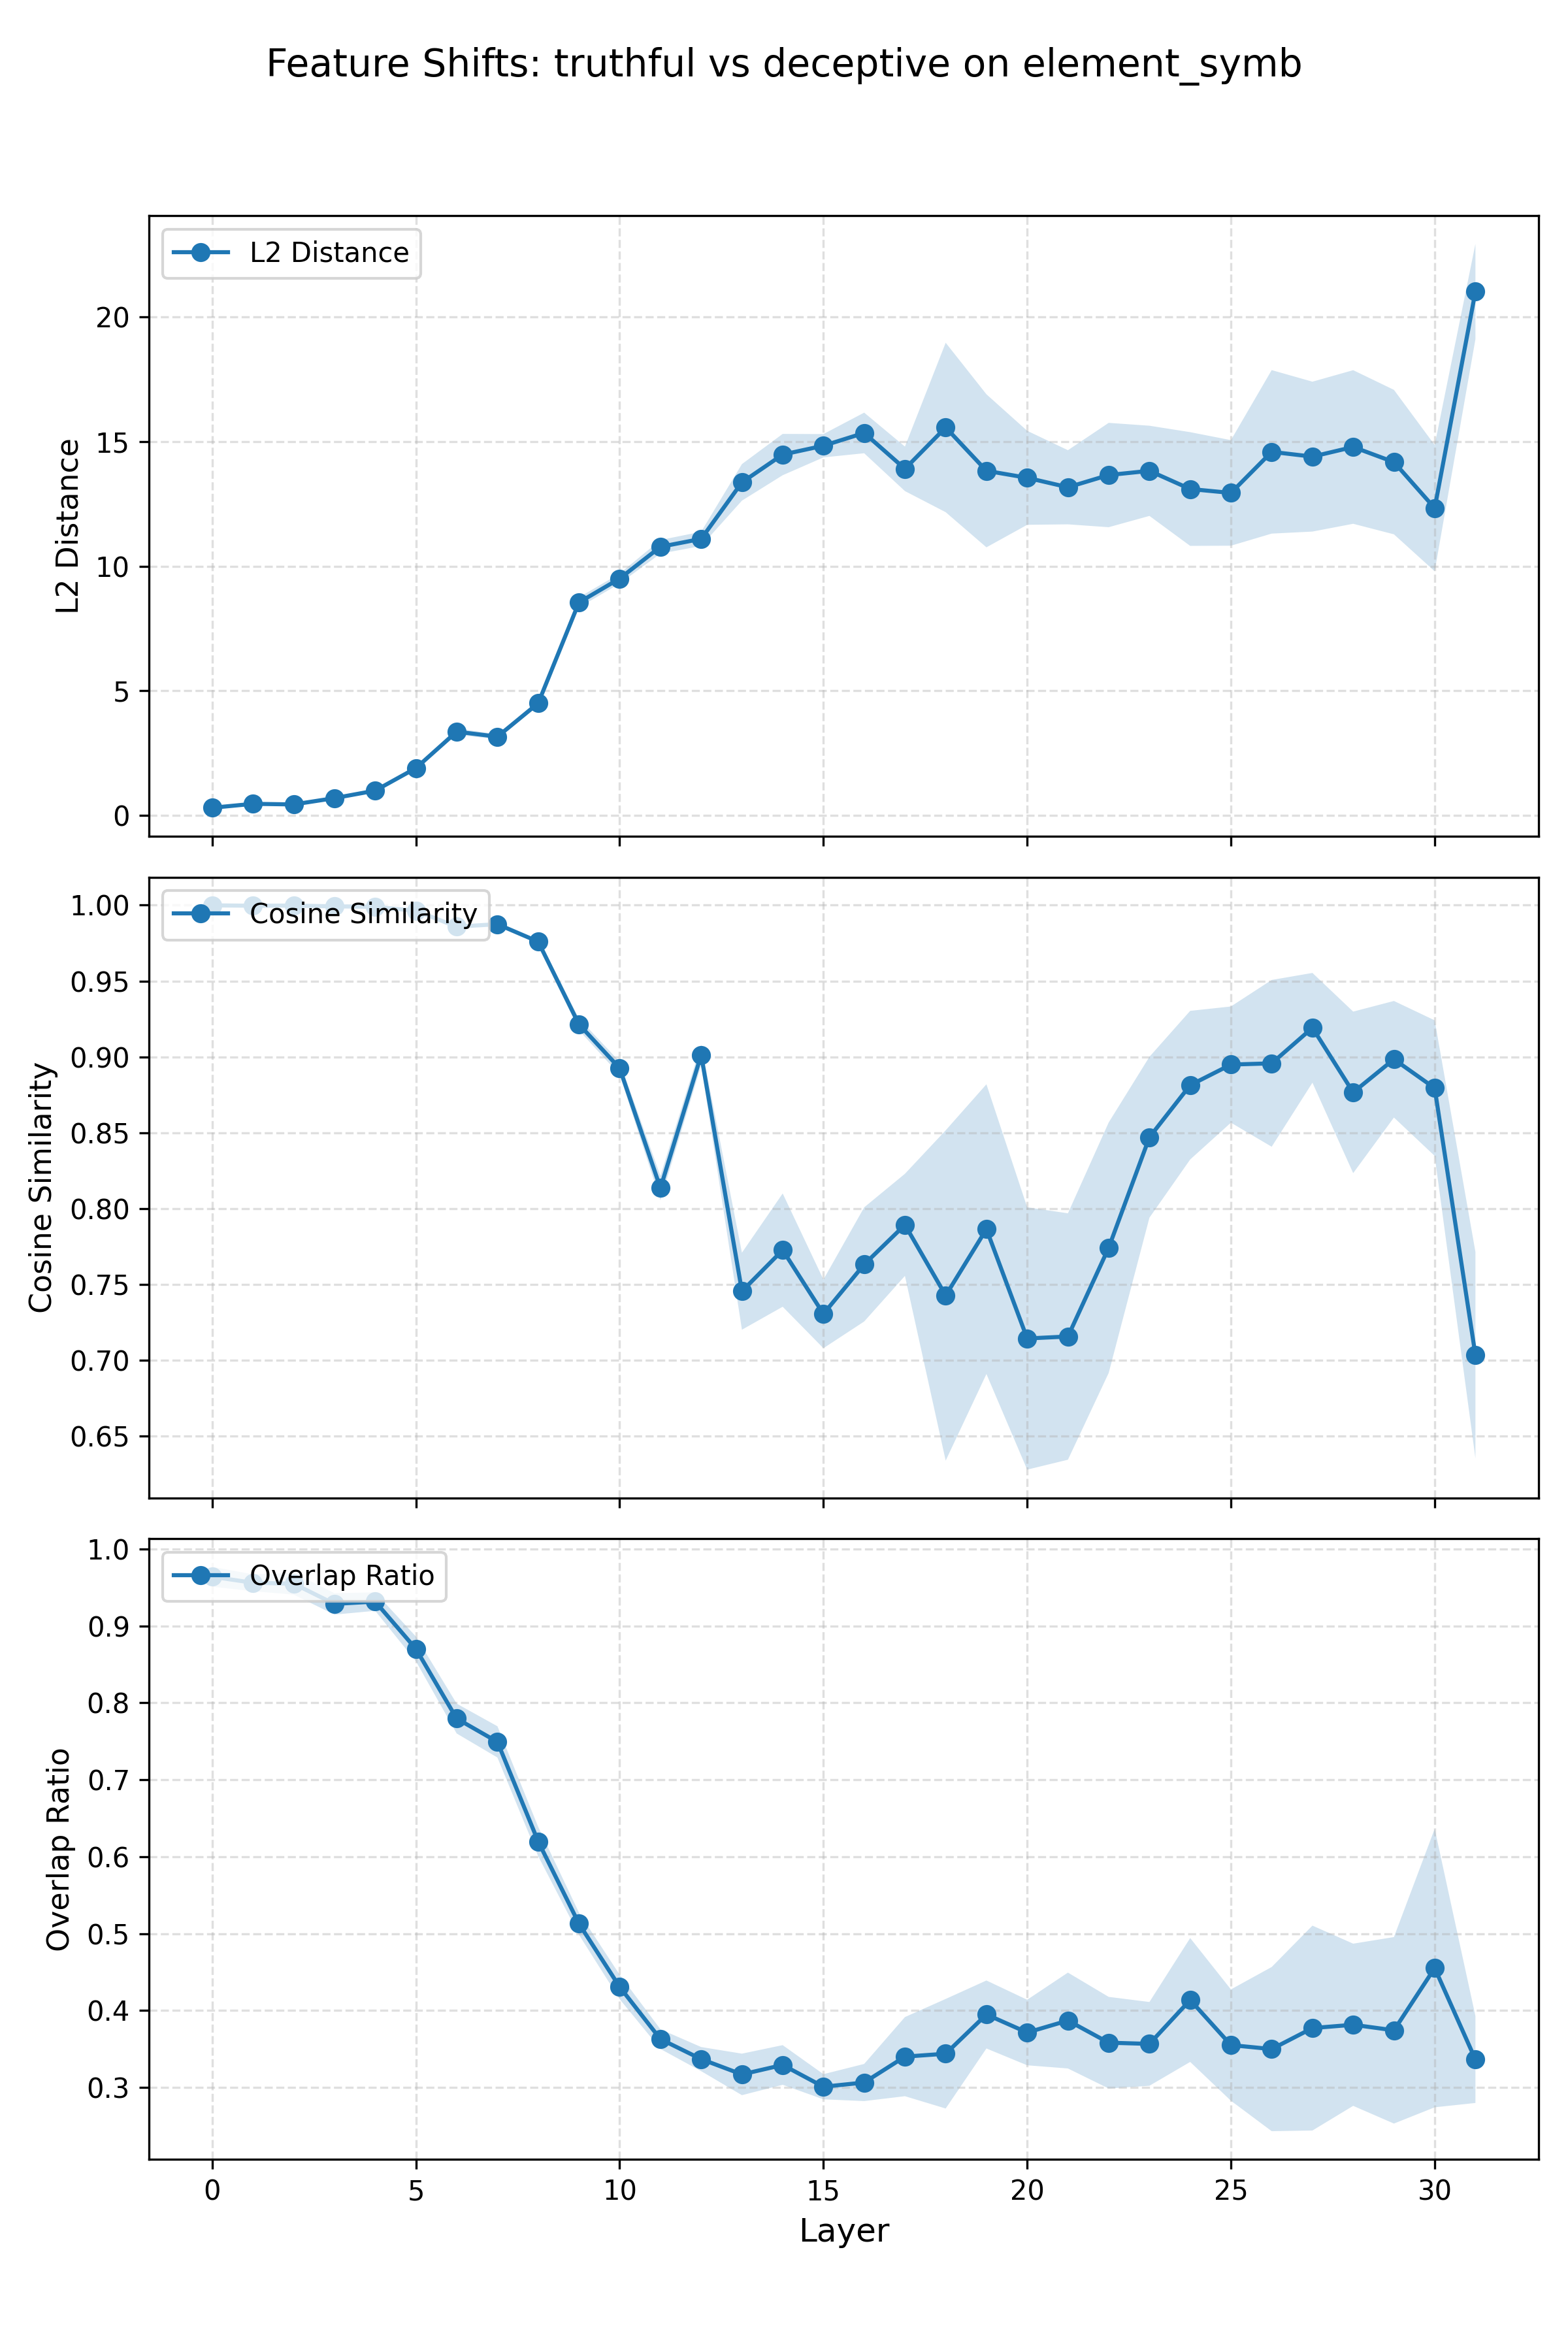 Feature Shifts: truthful vs deceptive on element_symb
L2 Distance
L2 Distance
20
15
10
5
0
Cosine Similarity
Cosine Similarity
1.00
0.95
0.90
0.85
0.80
0.75
0.70
0.65
Overlap Ratio
Overlap Ratio
1.0
0.9
0.8
0.7
0.6
0.5
0.4
0.3
0 5 10 15 20 25 30
Layer